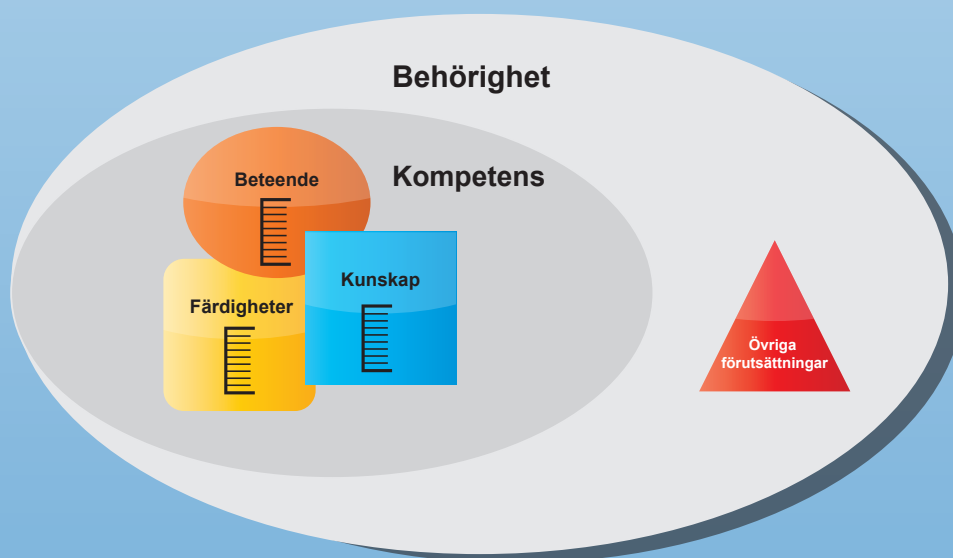 Behörighet
Kompetens
Beteende
Kunskap
Färdigheter
Övriga
förutsättningar